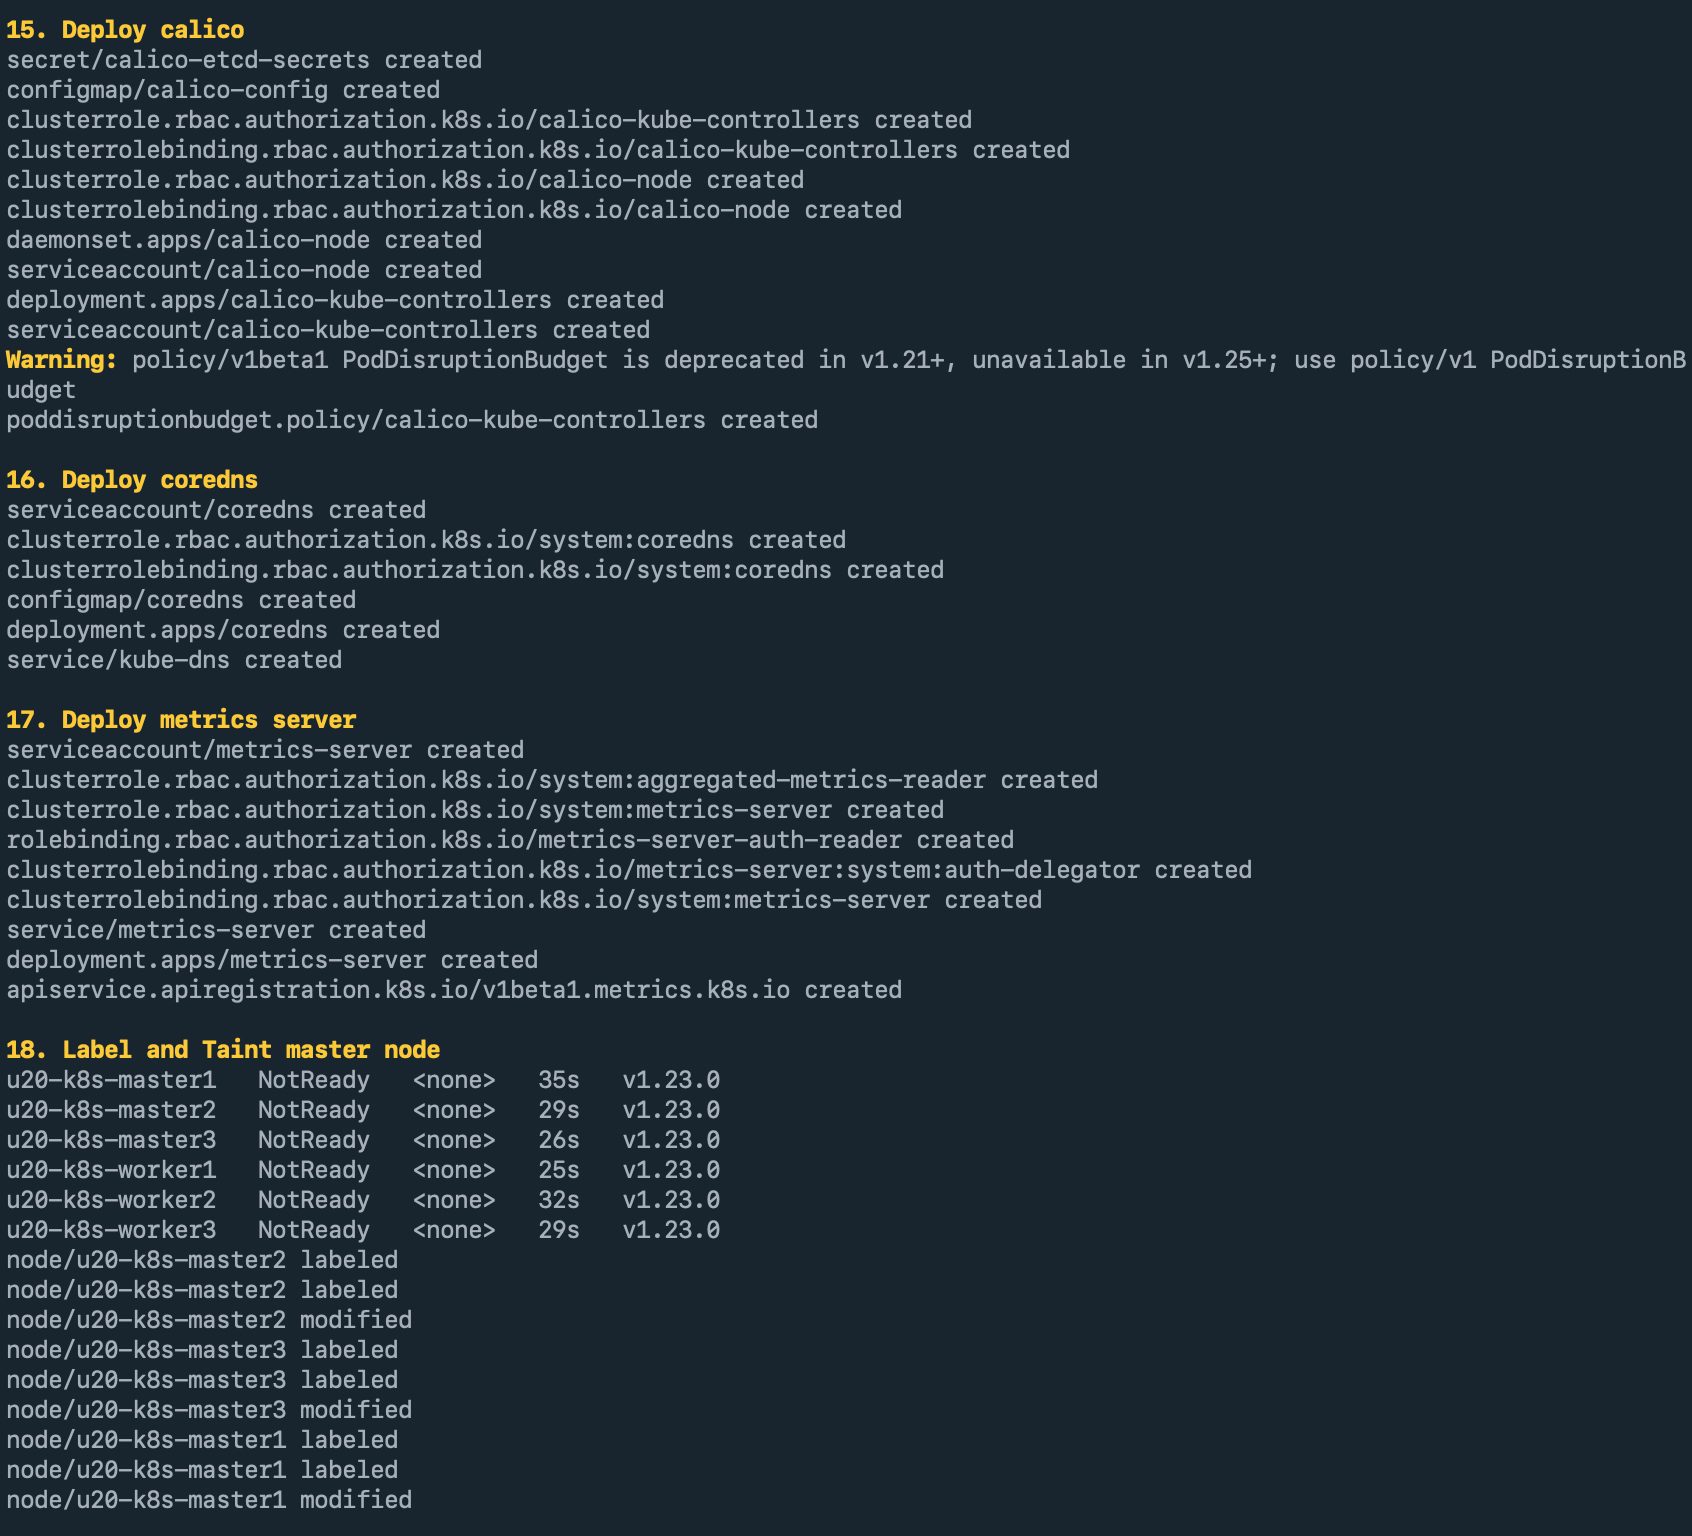 15. Deploy calico
secret/calico-etcd-secrets created
configmap/calico-config created
clusterrole.rbac.authorization.k8s.io/calico-kube-controllers created
clusterrolebinding.rbac.authorization.k8s.io/calico-kube-controllers created
clusterrole.rbac.authorization.k8s.io/calico-node created
clusterrolebinding.rbac.authorization.k8s.io/calico-node created
daemonset.apps/calico-node created
serviceaccount/calico-node created
deployment.apps/calico-kube-controllers created
serviceaccount/calico-kube-controllers created
Warning: policy/v1beta1 PodDisruptionBudget is deprecated in v1.21+, unavailable in v1.25+; use policy/v1 PodDisruptionB
udget
poddisruptionbudget.policy/calico-kube-controllers created
16. Deploy coredns
serviceaccount/coredns created
clusterrole.rbac.authorization.k8s.io/system:coredns created
clusterrolebinding.rbac.authorization.k8s.io/system:coredns created
configmap/coredns created
deployment.apps/coredns created
service/kube-dns created
17. Deploy metrics server
serviceaccount/metrics-server created
clusterrole.rbac.authorization.k8s.io/system:aggregated-metrics-reader created
clusterrole.rbac.authorization.k8s.io/system:metrics-server created
rolebinding.rbac.authorization.k8s.io/metrics-server-auth-reader created
clusterrolebinding.rbac.authorization.k8s.io/metrics-server:system:auth-delegator created
clusterrolebinding.rbac.authorization.k8s.io/system:metrics-server created
service/metrics-server created
deployment.apps/metrics-server created
apiservice.apiregistration.k8s.io/v1beta1.metrics.k8s.io created
18. Label and Taint master node
u20-k8s-master1 NotReady <none> 35s v1.23.0
u20-k8s-master2 NotReady <none> 29s v1.23.0
u20-k8s-master3 NotReady <none> 26s v1.23.0
u20-k8s-worker1 NotReady <none> 25s v1.23.0
u20-k8s-worker2 NotReady <none> 32s v1.23.0
u20-k8s-worker3 NotReady <none> 29s v1.23.0
node/u20-k8s-master2 labeled
node/u20-k8s-master2 labeled
node/u20-k8s-master2 modified
node/u20-k8s-master3 labeled
node/u20-k8s-master3 labeled
node/u20-k8s-master3 modified
node/u20-k8s-master1 labeled
node/u20-k8s-master1 labeled
node/u20-k8s-master1 modified